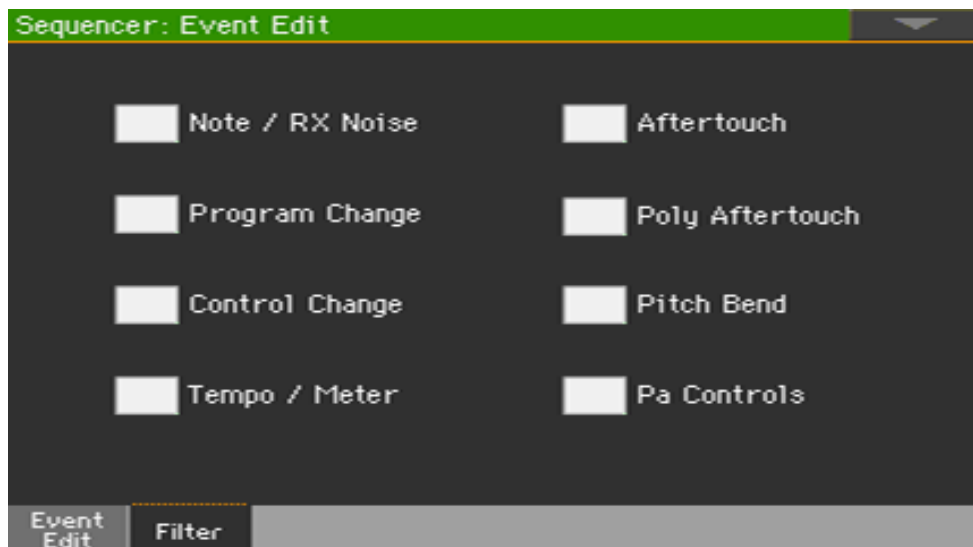 Sequencer: Event Edit
Note / RX Noise
Aftertouch
Program Change
Poly Aftertouch
Control Change
Pitch Bend
Tempo / Meter
Pa Controls
Event
Edit
Filter